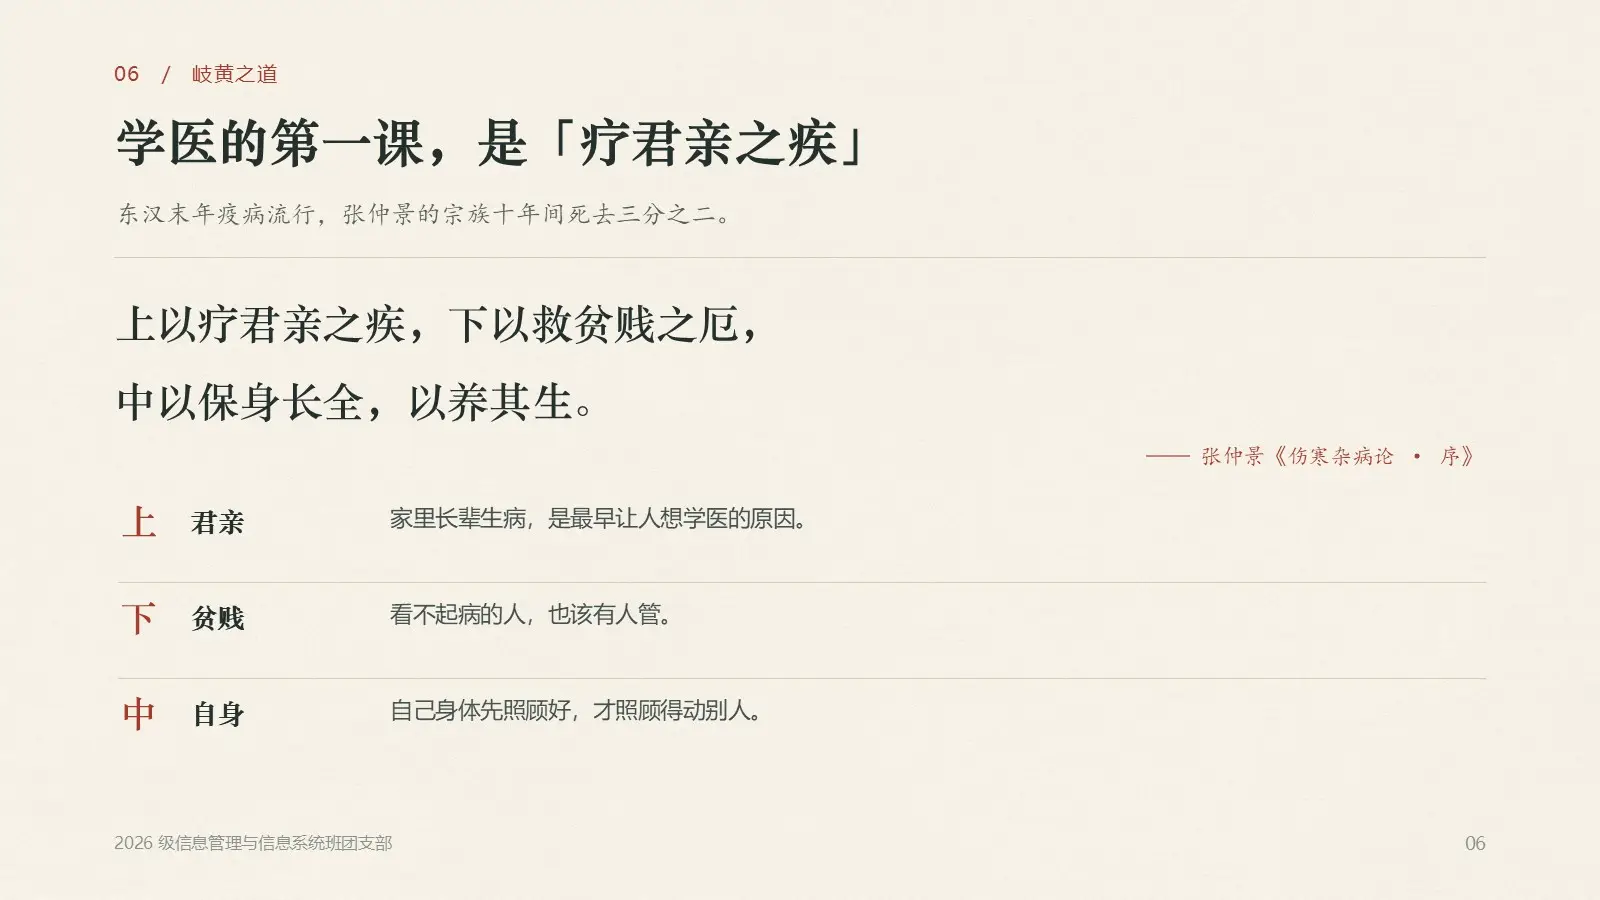 06 / 岐黄之道
学医的第一课，是「疗君亲之疾」
东汉末年疫病流行，张仲景的宗族十年间死去三分之二。
上以疗君亲之疾，下以救贫贱之厄，
中以保身长全，以养其生。
—— 张仲景《伤寒杂病论 · 序》
上 君亲 家里长辈生病，是最早让人想学医的原因。
下 贫贱 看不起病的人，也该有人管。
中 自身 自己身体先照顾好，才照顾得动别人。
2026 级信息管理与信息系统班团支部 06